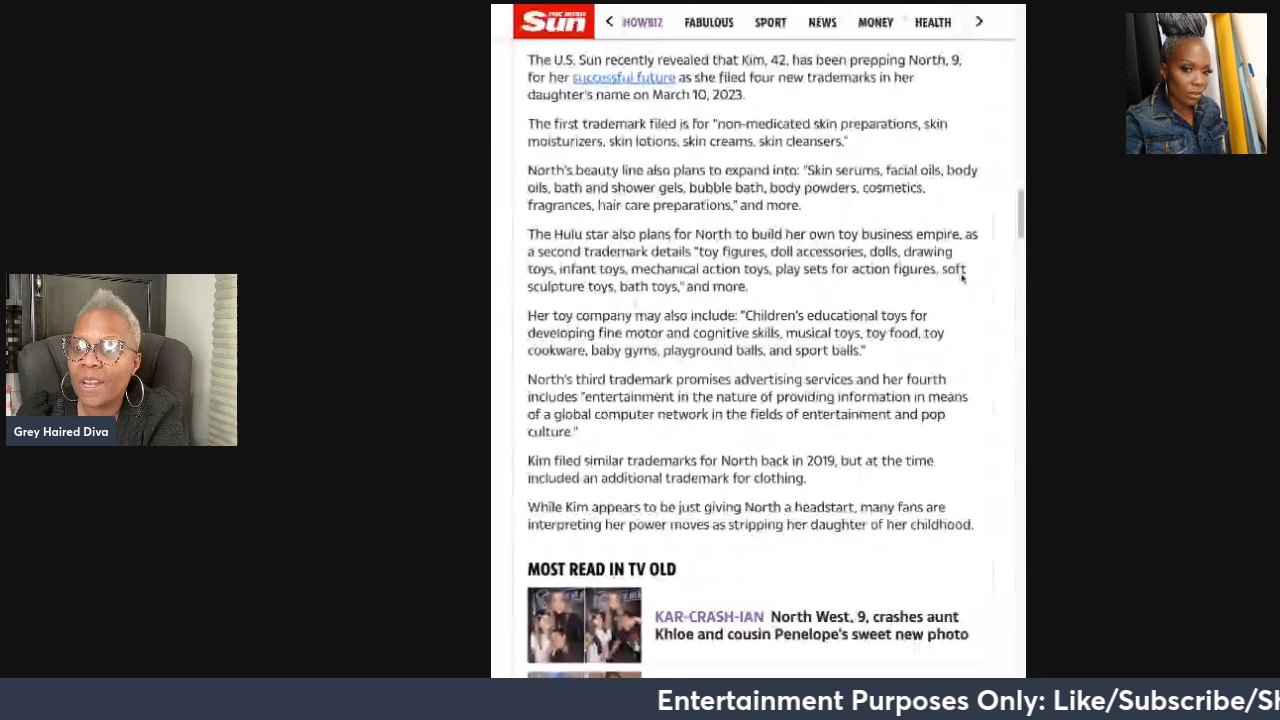 THE IRISH
Sun
HOWBIZ FABULOUS SPORT NEWS MONEY HEALTH
The U.S. Sun recently revealed that Kim, 42, has been prepping North, 9,
for her successful future as she filed four new trademarks in her
daughter's name on March 10, 2023.
The first trademark filed is for "non-medicated skin preparations, skin
moisturizers, skin lotions, skin creams, skin cleansers."
North's beauty line also plans to expand into: "Skin serums, facial oils, body
oils, bath and shower gels, bubble bath, body powders, cosmetics,
fragrances, hair care preparations," and more.
The Hulu star also plans for North to build her own toy business empire, as
a second trademark details "toy figures, doll accessories, dolls, drawing
toys, infant toys, mechanical action toys, play sets for action figures, soft
sculpture toys, bath toys," and more.
Her toy company may also include: "Children's educational toys for
developing fine motor and cognitive skills, musical toys, toy food, toy
cookware, baby gyms, playground balls, and sport balls."
North's third trademark promises advertising services and her fourth
includes "entertainment in the nature of providing information in means
of a global computer network in the fields of entertainment and pop
culture."
Kim filed similar trademarks for North back in 2019, but at the time
included an additional trademark for clothing.
While Kim appears to be just giving North a headstart, many fans are
interpreting her power moves as stripping her daughter of her childhood.
MOST READ IN TV OLD
KAR-CRASH-IAN North West, 9, crashes aunt
Khloe and cousin Penelope's sweet new photo
Grey Haired Diva
Entertainment Purposes Only: Like/Subscribe/Sh